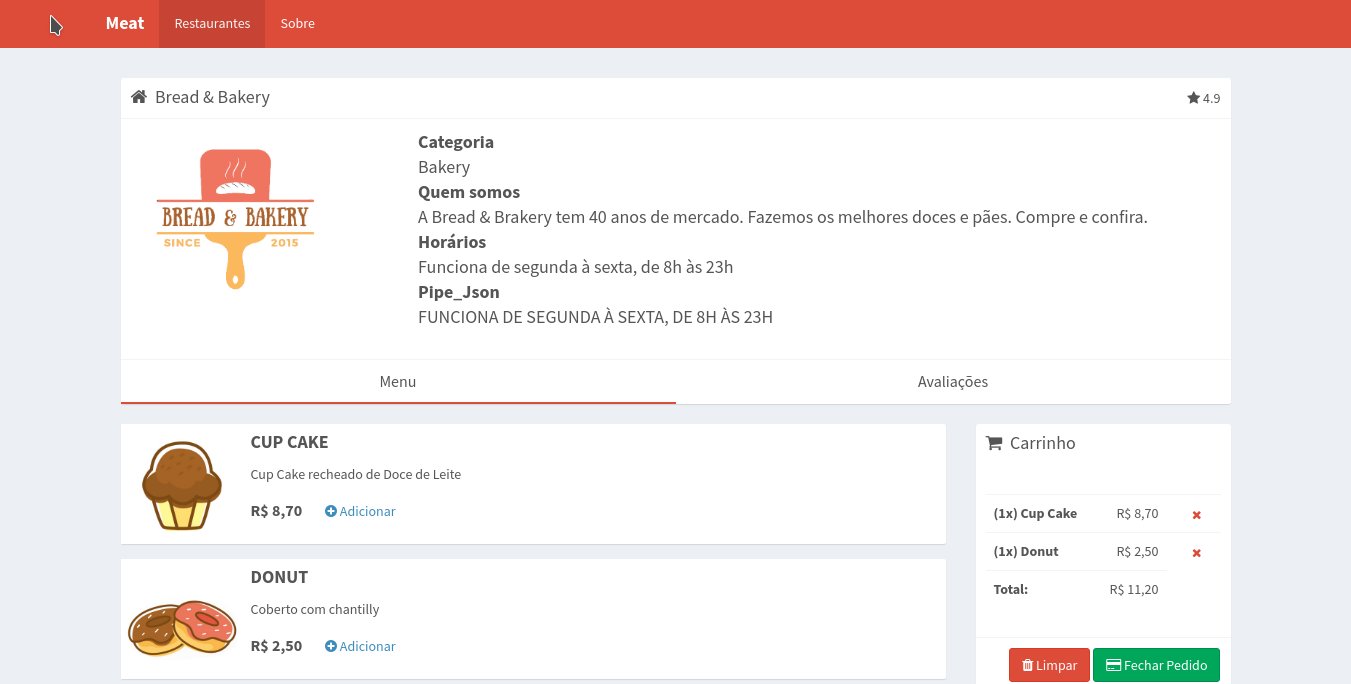 Meat Restaurantes Sobre
Bread & Bakery 4.9
BREAD & BAKERY
SINCE 2015
Categoria
Bakery
Quem somos
A Bread & Brakery tem 40 anos de mercado. Fazemos os melhores doces e pães. Compre e confira.
Horários
Funciona de segunda à sexta, de 8h às 23h
Pipe_Json
FUNCIONA DE SEGUNDA À SEXTA, DE 8H ÀS 23H
Menu Avaliações
CUP CAKE
Cup Cake recheado de Doce de Leite
R$ 8,70 Adicionar
DONUT
Coberto com chantilly
R$ 2,50 Adicionar
Carrinho
(1x) Cup Cake R$ 8,70
(1x) Donut R$ 2,50
Total: R$ 11,20
Limpar Fechar Pedido